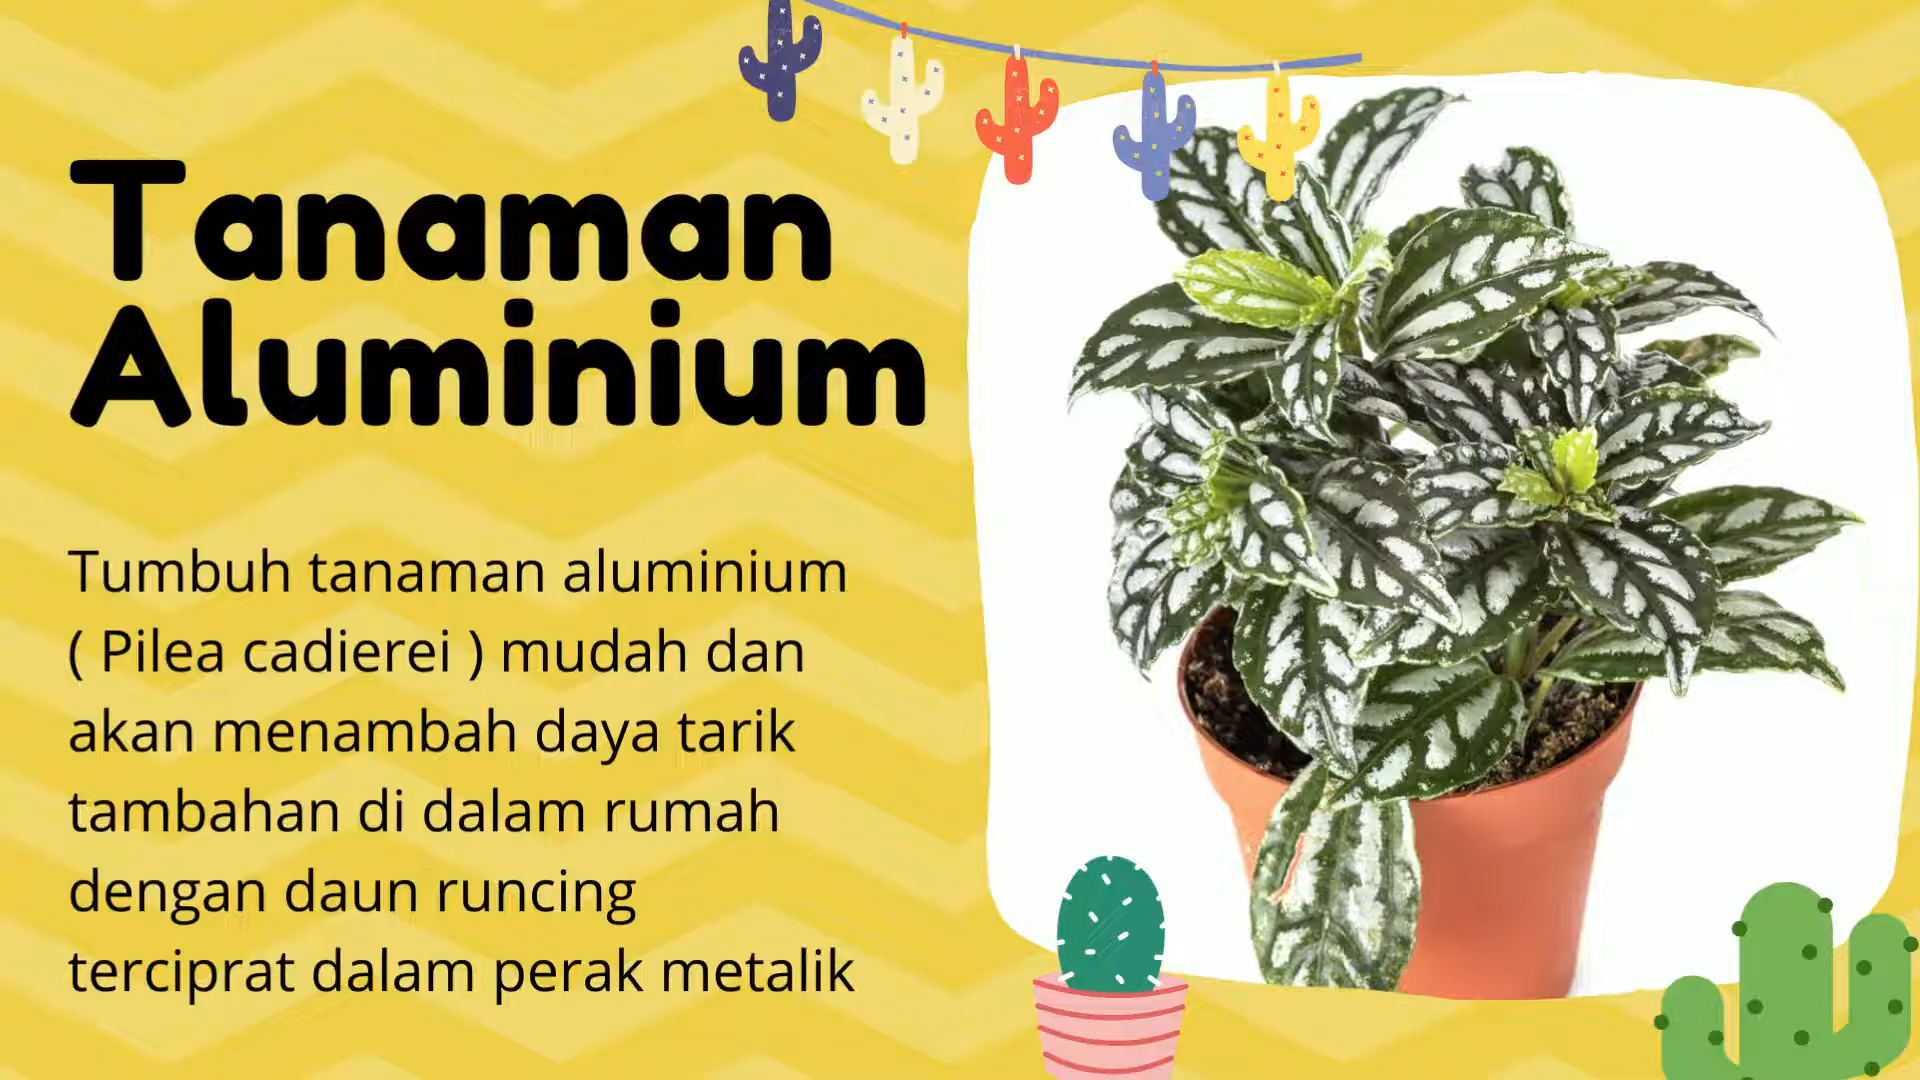 Tanaman
Aluminium
Tumbuh tanaman aluminium
( Pilea cadierei ) mudah dan
akan menambah daya tarik
tambahan di dalam rumah
dengan daun runcing
terciprat dalam perak metalik